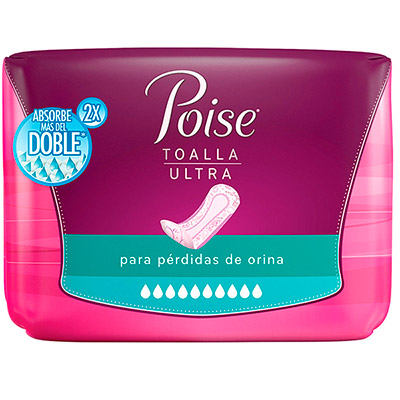 Poise
TOALLA
ULTRA
ABSORBE
MÁS DEL
DOBLE*
2X
para pérdidas de orina